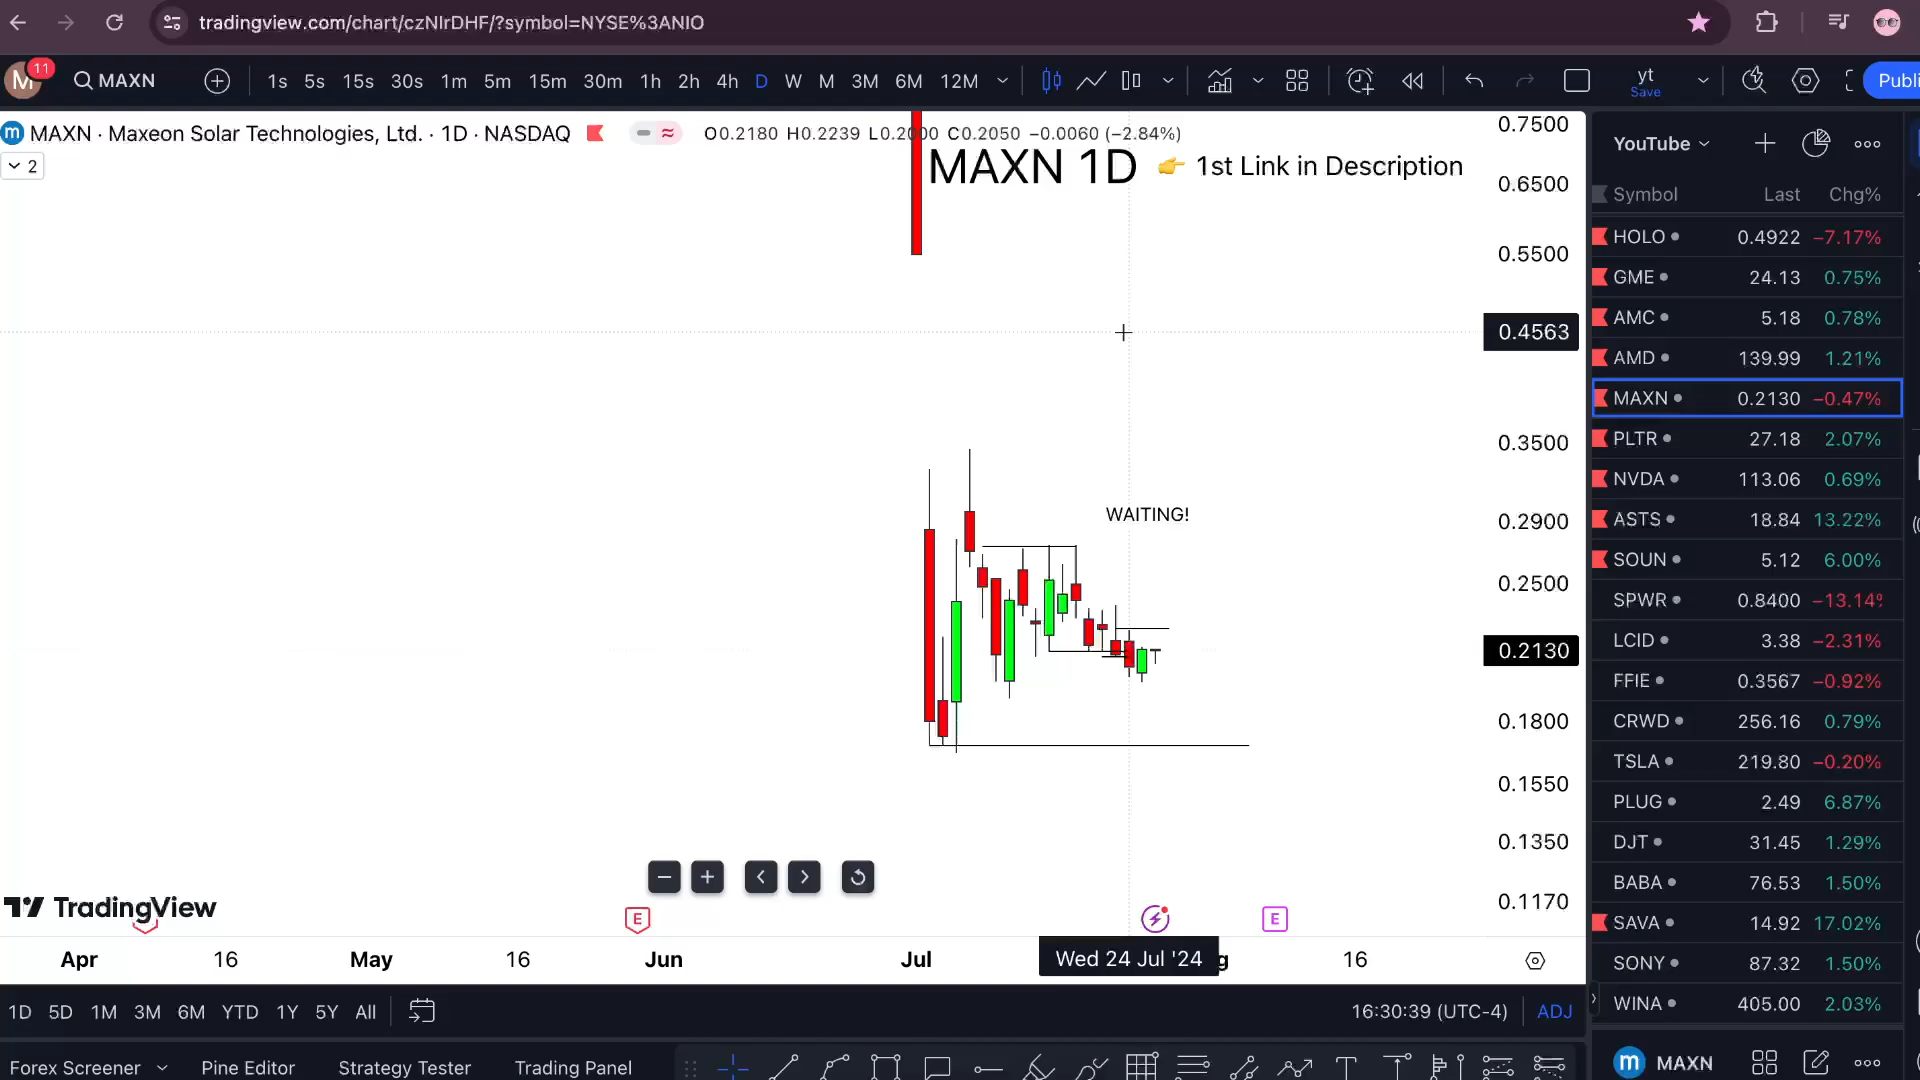 tradingview.com/chart/czNIrDHF/?symbol=NYSE%3ANIO
M 11 MAXN 1s 5s 15s 30s 1m 5m 15m 30m 1h 2h 4h D W M 3M 6M 12M yt Save Publi
m MAXN · Maxeon Solar Technologies, Ltd. · 1D · NASDAQ O0.2180 H0.2239 L0.2000 C0.2050 −0.0060 (−2.84%)
2
MAXN 1D 👉 1st Link in Description
WAITING!
0.7500
0.6500
0.5500
0.4563
0.3500
0.2900
0.2500
0.2130
0.1800
0.1550
0.1350
0.1170
TradingView
E E
Apr 16 May 16 Jun Jul Wed 24 Jul '24 g 16
1D 5D 1M 3M 6M YTD 1Y 5Y All 16:30:39 (UTC-4) ADJ
Forex Screener Pine Editor Strategy Tester Trading Panel
YouTube
Symbol Last Chg%
HOLO 0.4922 −7.17%
GME 24.13 0.75%
AMC 5.18 0.78%
AMD 139.99 1.21%
MAXN 0.2130 −0.47%
PLTR 27.18 2.07%
NVDA 113.06 0.69%
ASTS 18.84 13.22%
SOUN 5.12 6.00%
SPWR 0.8400 −13.14%
LCID 3.38 −2.31%
FFIE 0.3567 −0.92%
CRWD 256.16 0.79%
TSLA 219.80 −0.20%
PLUG 2.49 6.87%
DJT 31.45 1.29%
BABA 76.53 1.50%
SAVA 14.92 17.02%
SONY 87.32 1.50%
WINA 405.00 2.03%
m MAXN